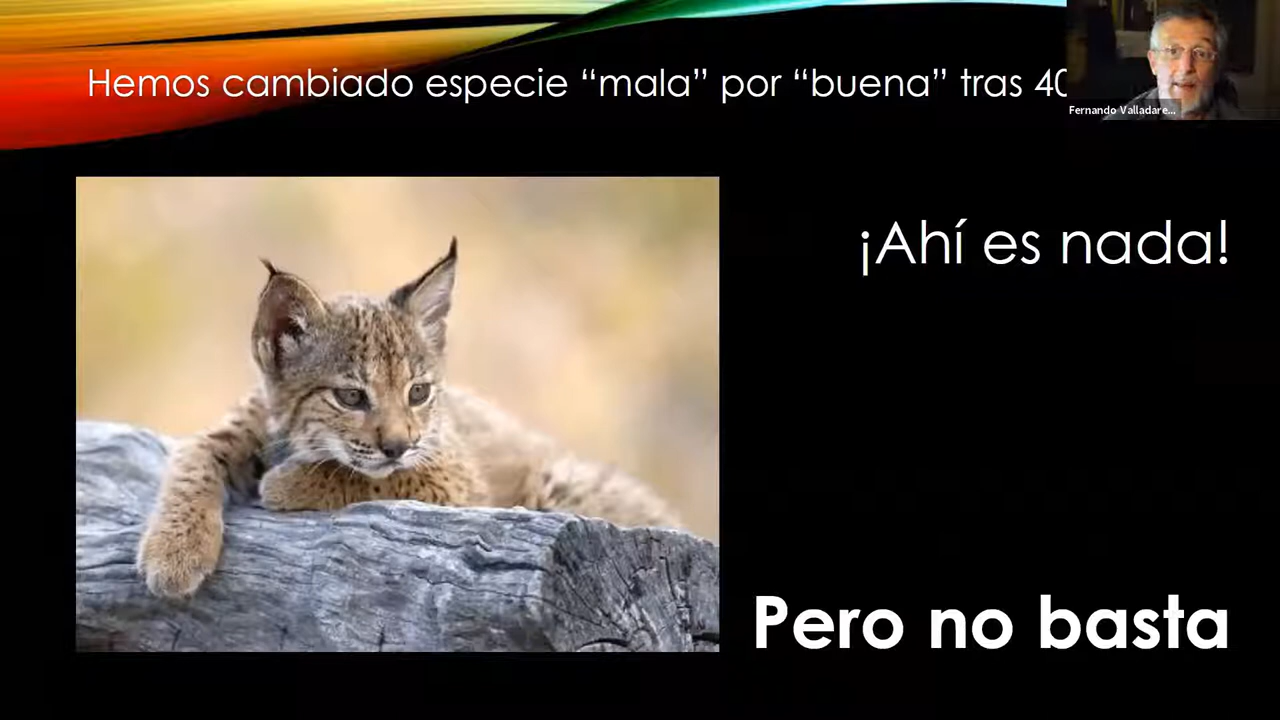 Hemos cambiado especie “mala” por “buena” tras 40
Fernando Valladare...
¡Ahí es nada!
Pero no basta